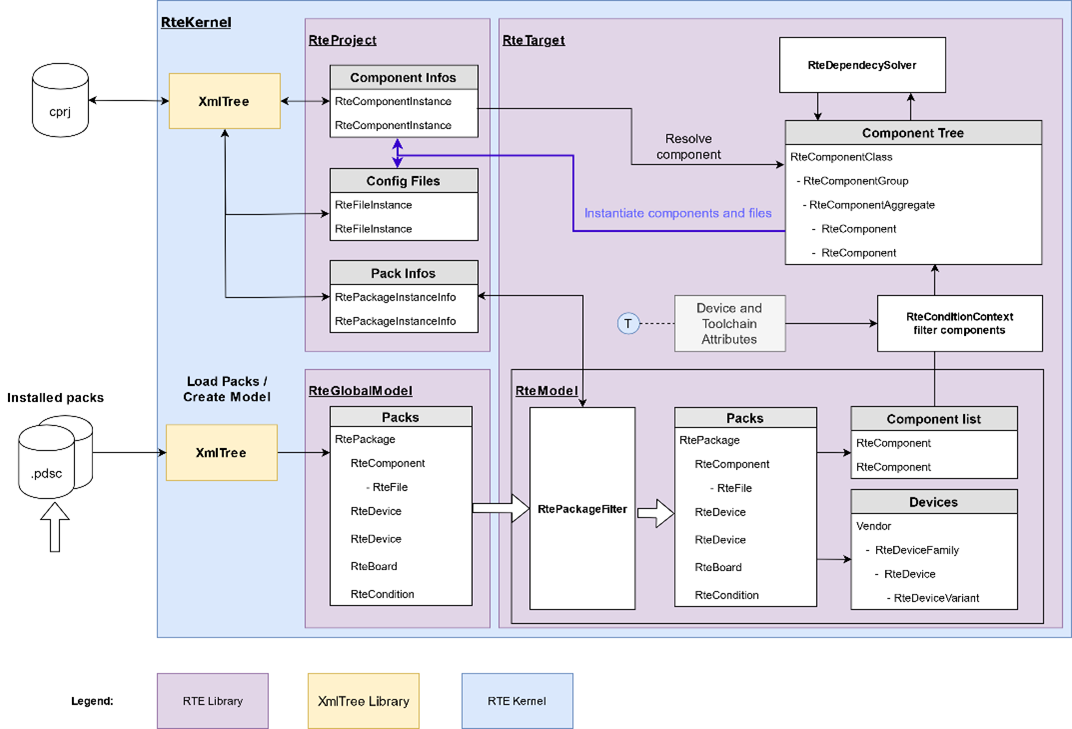 RteKernel
RteProject
RteTarget
cprj
XmlTree
Component Infos
RteComponentInstance
RteComponentInstance
Config Files
RteFileInstance
RteFileInstance
Pack Infos
RtePackageInstanceInfo
RtePackageInstanceInfo
RteDependecySolver
Resolve
component
Component Tree
RteComponentClass
- RteComponentGroup
- RteComponentAggregate
- RteComponent
- RteComponent
Instantiate components and files
T
Device and
Toolchain
Attributes
RteConditionContext
filter components
Installed packs
.pdsc
Load Packs /
Create Model
XmlTree
RteGlobalModel
Packs
RtePackage
RteComponent
- RteFile
RteDevice
RteDevice
RteBoard
RteCondition
RteModel
RtePackageFilter
Packs
RtePackage
RteComponent
- RteFile
RteDevice
RteDevice
RteBoard
RteCondition
Component list
RteComponent
RteComponent
Devices
Vendor
- RteDeviceFamily
- RteDevice
- RteDeviceVariant
Legend:
RTE Library
XmlTree Library
RTE Kernel